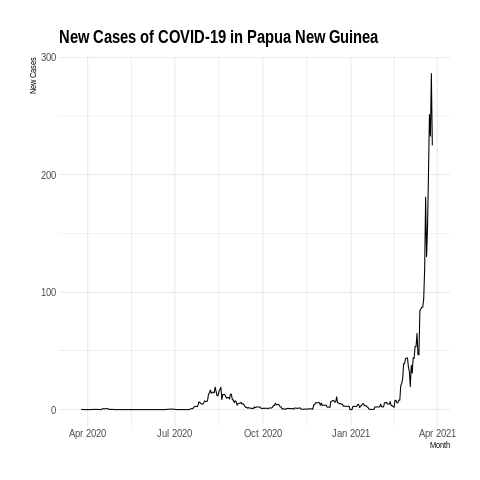 New Cases of COVID-19 in Papua New Guinea
New Cases
300
200
100
0
Apr 2020 Jul 2020 Oct 2020 Jan 2021 Apr 2021
Month